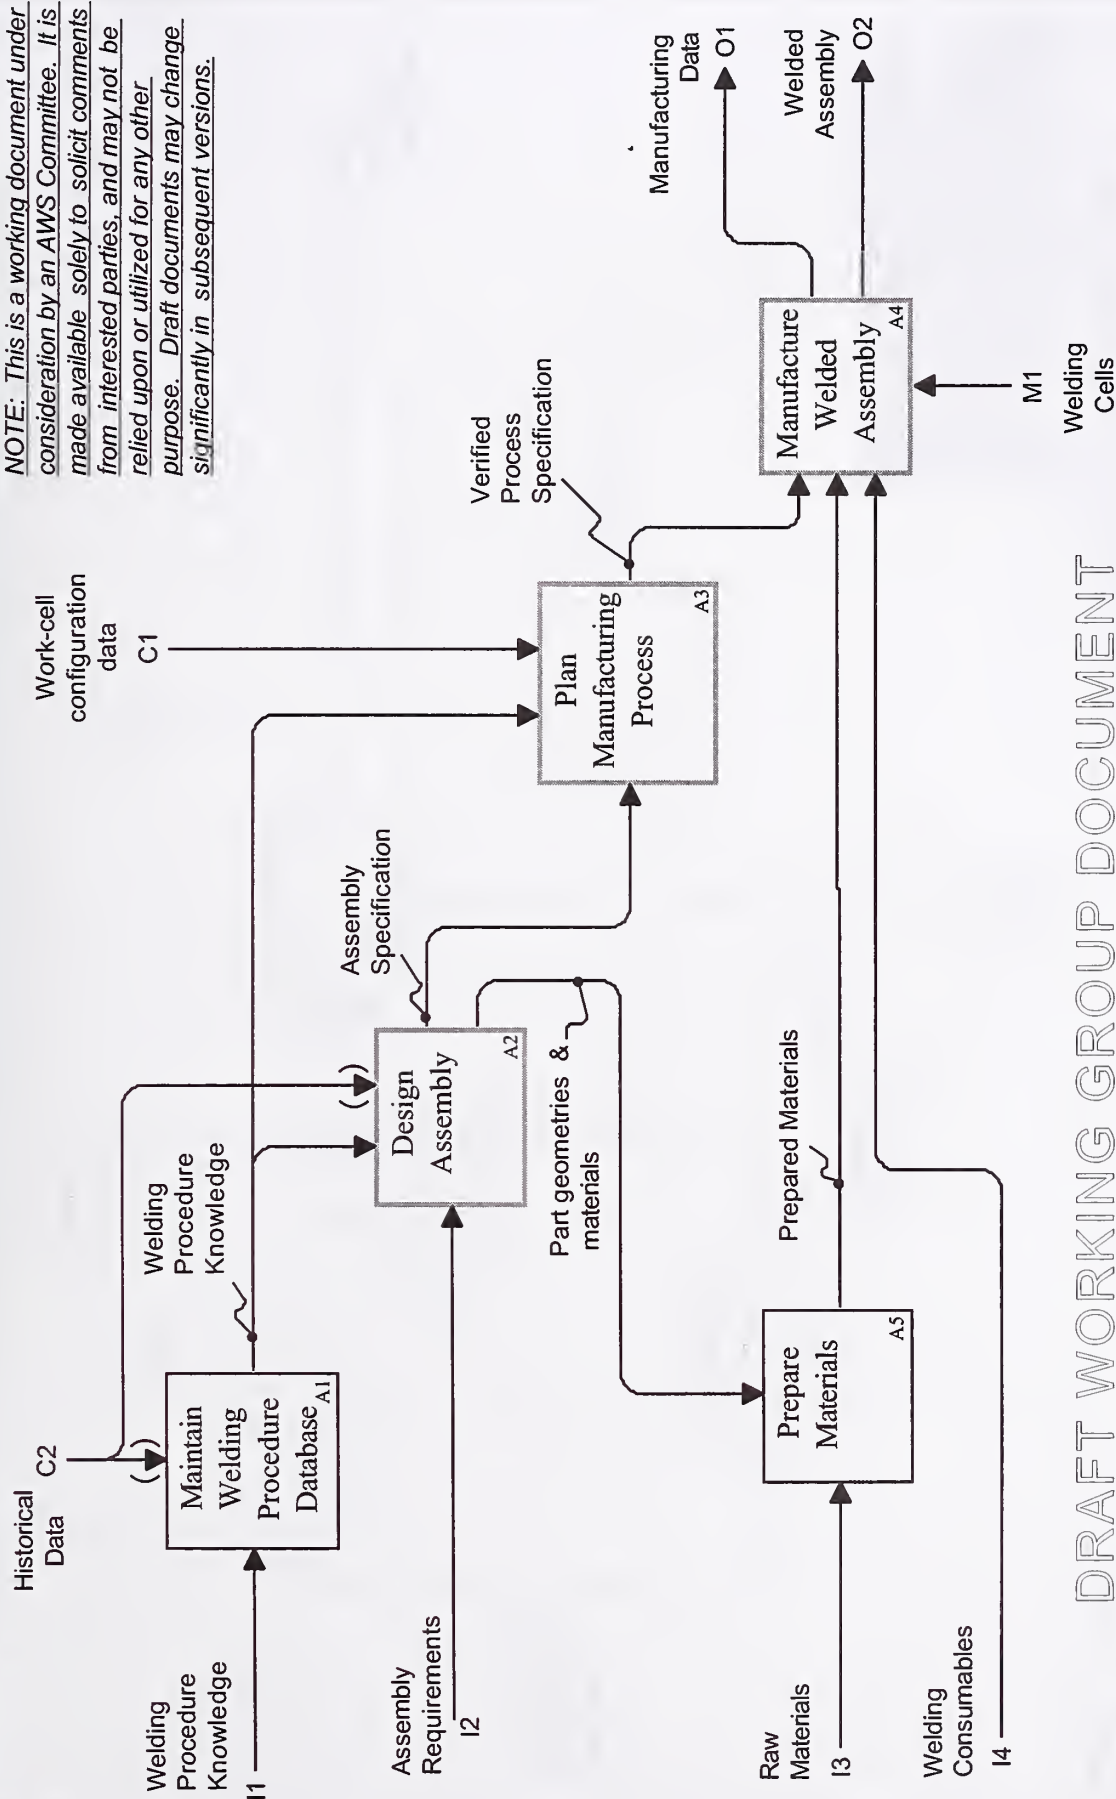 NOTE: This is a working document under
consideration by an AWS Committee. It is
made available solely to solicit comments
from interested parties, and may not be
relied upon or utilized for any other
purpose. Draft documents may change
significantly in subsequent versions.
Historical
Data
C2
Work-cell
configuration
data
C1
Welding
Procedure
Knowledge
I1
Maintain
Welding
Procedure
Database
A1
Welding
Procedure
Knowledge
Assembly
Requirements
I2
Design
Assembly
A2
Assembly
Specification
Part geometries &
materials
Plan
Manufacturing
Process
A3
Verified
Process
Specification
Raw
Materials
I3
Prepare
Materials
A5
Prepared Materials
Welding
Consumables
I4
Manufacture
Welded
Assembly
A4
Manufacturing
Data
O1
Welded
Assembly
O2
M1
Welding
Cells
DRAFT WORKING GROUP DOCUMENT